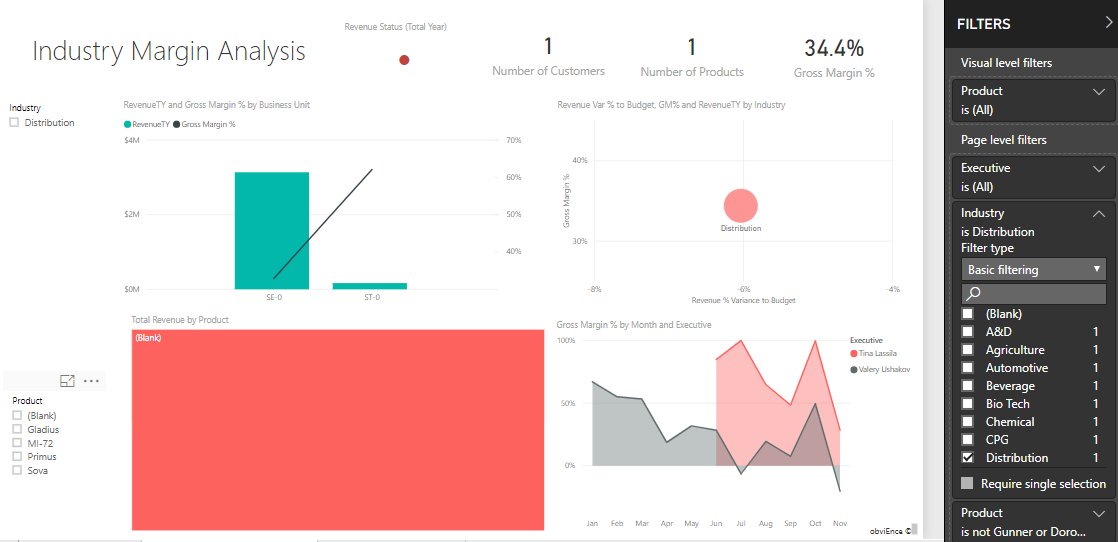 Industry Margin Analysis
Revenue Status (Total Year)
1
Number of Customers
1
Number of Products
34.4%
Gross Margin %
Industry
Distribution
RevenueTY and Gross Margin % by Business Unit
RevenueTY Gross Margin %
$4M
$2M
$0M
70%
60%
50%
40%
SE-0
ST-0
Revenue Var % to Budget, GM% and RevenueTY by Industry
Gross Margin %
40%
30%
Distribution
-8%
-6%
-4%
Revenue % Variance to Budget
Total Revenue by Product
(Blank)
Product
(Blank)
Gladius
MI-72
Primus
Sova
Gross Margin % by Month and Executive
100%
50%
0%
Executive
Tina Lassila
Valery Ushakov
Jan Feb Mar Apr May Jun Jul Aug Sep Oct Nov
obviEnce ©
FILTERS
Visual level filters
Product
is (All)
Page level filters
Executive
is (All)
Industry
is Distribution
Filter type
Basic filtering
(Blank)
A&D 1
Agriculture 1
Automotive 1
Beverage 1
Bio Tech 1
Chemical 1
CPG 1
Distribution 1
Require single selection
Product
is not Gunner or Doro...